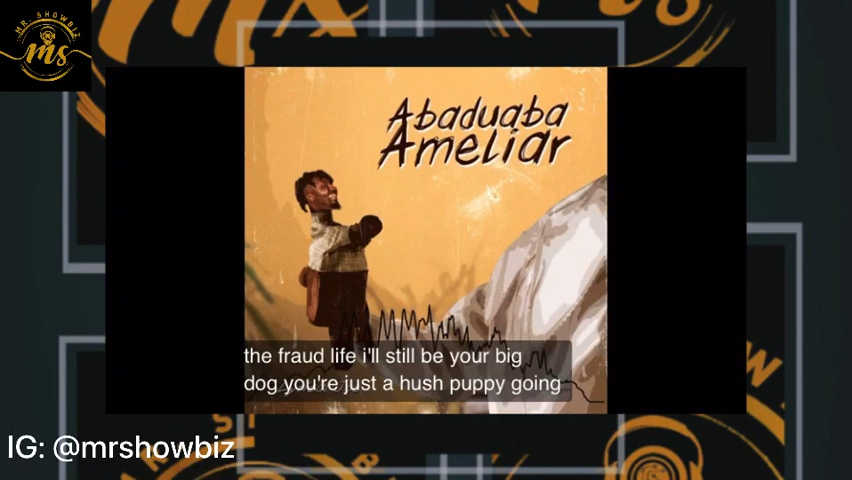 MR. SHOWBIZ
ms
Abaduaba
Ameliar
the fraud life i'll still be your big
dog you're just a hush puppy going
IG: @mrshowbiz